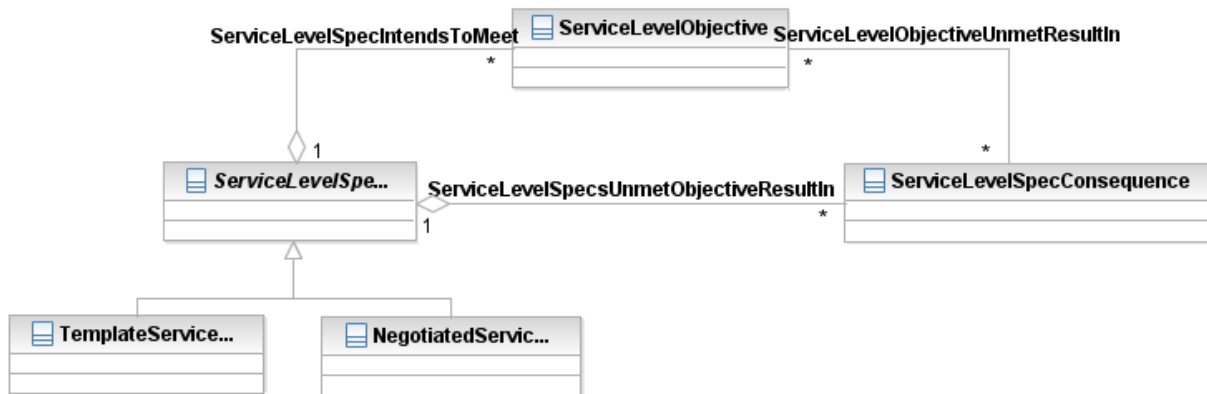 ServiceLevelObjective
ServiceLevelSpecIntendsToMeet
ServiceLevelObjectiveUnmetResultIn
*
*
1
*
ServiceLevelSpe...
ServiceLevelSpecsUnmetObjectiveResultIn
ServiceLevelSpecConsequence
1
*
TemplateService...
NegotiatedServic...